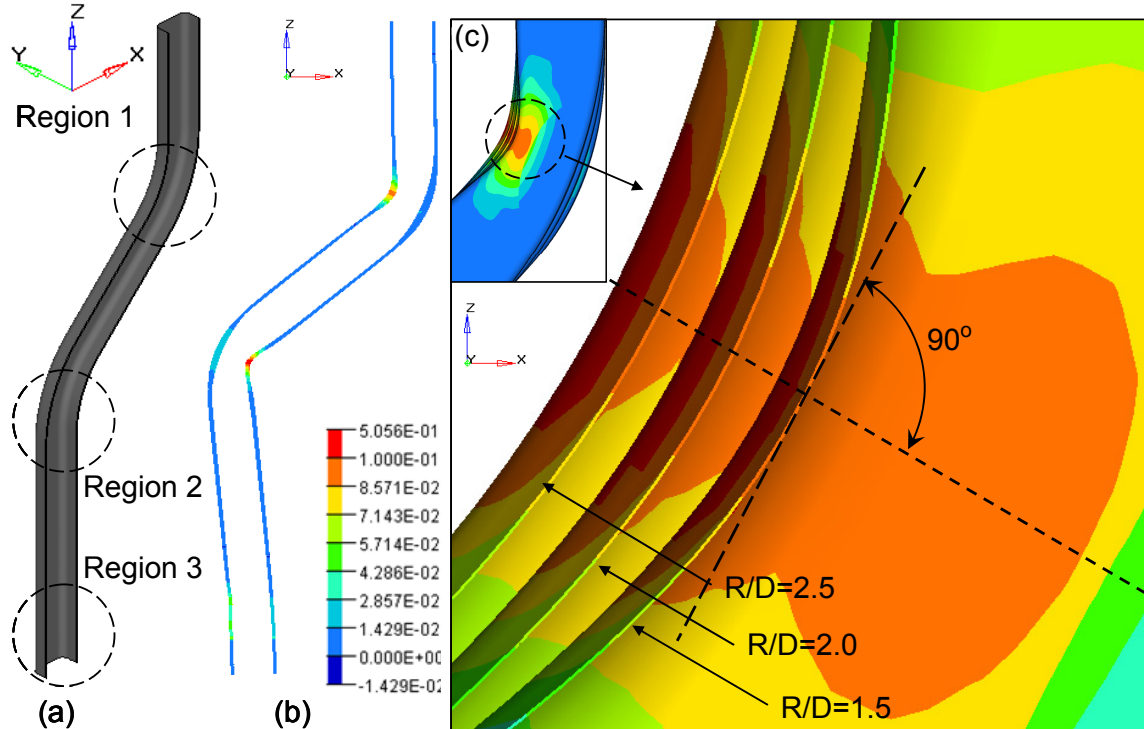 Z
Y
X
Region 1
Region 2
Region 3
(a)
Z
Y
X
5.056E-01
1.000E-01
8.571E-02
7.143E-02
5.714E-02
4.286E-02
2.857E-02
1.429E-02
0.000E+00
-1.429E-02
(b)
(c)
Z
Y
X
90°
R/D=2.5
R/D=2.0
R/D=1.5